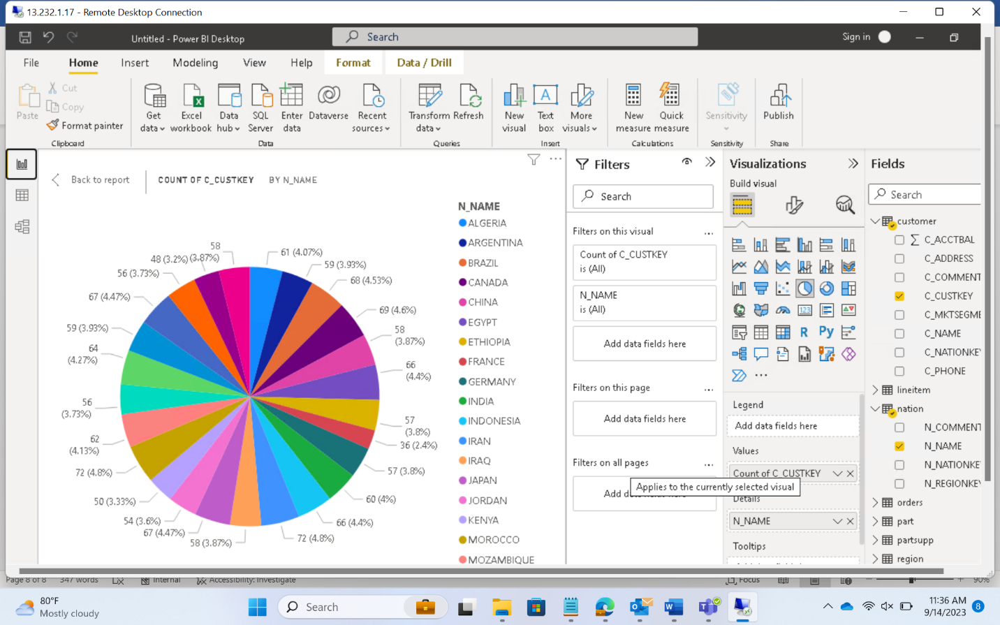 13.232.1.17 - Remote Desktop Connection
Untitled - Power BI Desktop
Search
Sign in
File Home Insert Modeling View Help Format Data / Drill
Paste
Cut
Copy
Format painter
Clipboard
Get data
Excel workbook
Data hub
SQL Server
Enter data
Dataverse
Recent sources
Data
Transform data
Refresh
Queries
New visual
A
Text box
More visuals
Insert
New measure
Quick measure
Calculations
Sensitivity
Sensitivity
Publish
Share
Back to report
COUNT OF C_CUSTKEY BY N_NAME
58
(3.87%)
48 (3.2%)
56 (3.73%)
67 (4.47%)
59 (3.93%)
64
(4.27%)
56
(3.73%)
62
(4.13%)
72 (4.8%)
50 (3.33%)
54 (3.6%)
67 (4.47%)
58 (3.87%)
72 (4.8%)
66 (4.4%)
60 (4%)
57 (3.8%)
36 (2.4%)
57
(3.8%)
66
(4.4%)
58
(3.87%)
69 (4.6%)
68 (4.53%)
59 (3.93%)
61 (4.07%)
N_NAME
ALGERIA
ARGENTINA
BRAZIL
CANADA
CHINA
EGYPT
ETHIOPIA
FRANCE
GERMANY
INDIA
INDONESIA
IRAN
IRAQ
JAPAN
JORDAN
KENYA
MOROCCO
MOZAMBIQUE
Filters
Search
Filters on this visual
Count of C_CUSTKEY
is (All)
N_NAME
is (All)
Add data fields here
Filters on this page
Add data fields here
Filters on all pages
Applies to the currently selected visual
Visualizations
Build visual
123
R
Py
Legend
Add data fields here
Values
Count of C_CUSTKEY
Details
N_NAME
Tooltips
Fields
Search
customer
C_ACCTBAL
C_ADDRESS
C_COMMENT
C_CUSTKEY
C_MKTSEGME
C_NAME
C_NATIONKEY
C_PHONE
lineitem
nation
N_COMMENT
N_NAME
N_NATIONKEY
N_REGIONKEY
orders
part
partsupp
region
Page 8 of 8 347 words Internal Accessibility: Investigate Focus 90%
80°F
Mostly cloudy
Search
11:36 AM
9/14/2023
8